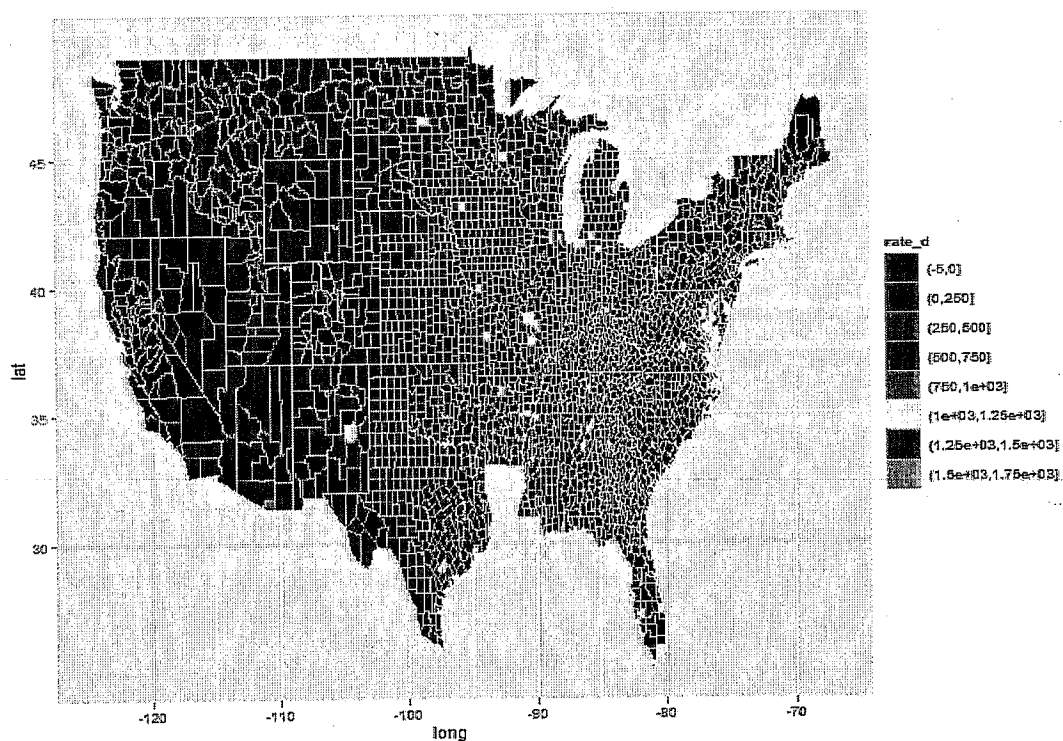 rate_d
(-5,0]
(0,250]
(250,500]
(500,750]
(750,1e+03]
(1e+03,1.25e+03]
(1.25e+03,1.5e+03]
(1.5e+03,1.75e+03]
lat
45
40
35
30
-120 -110 -100 -90 -80 -70
long